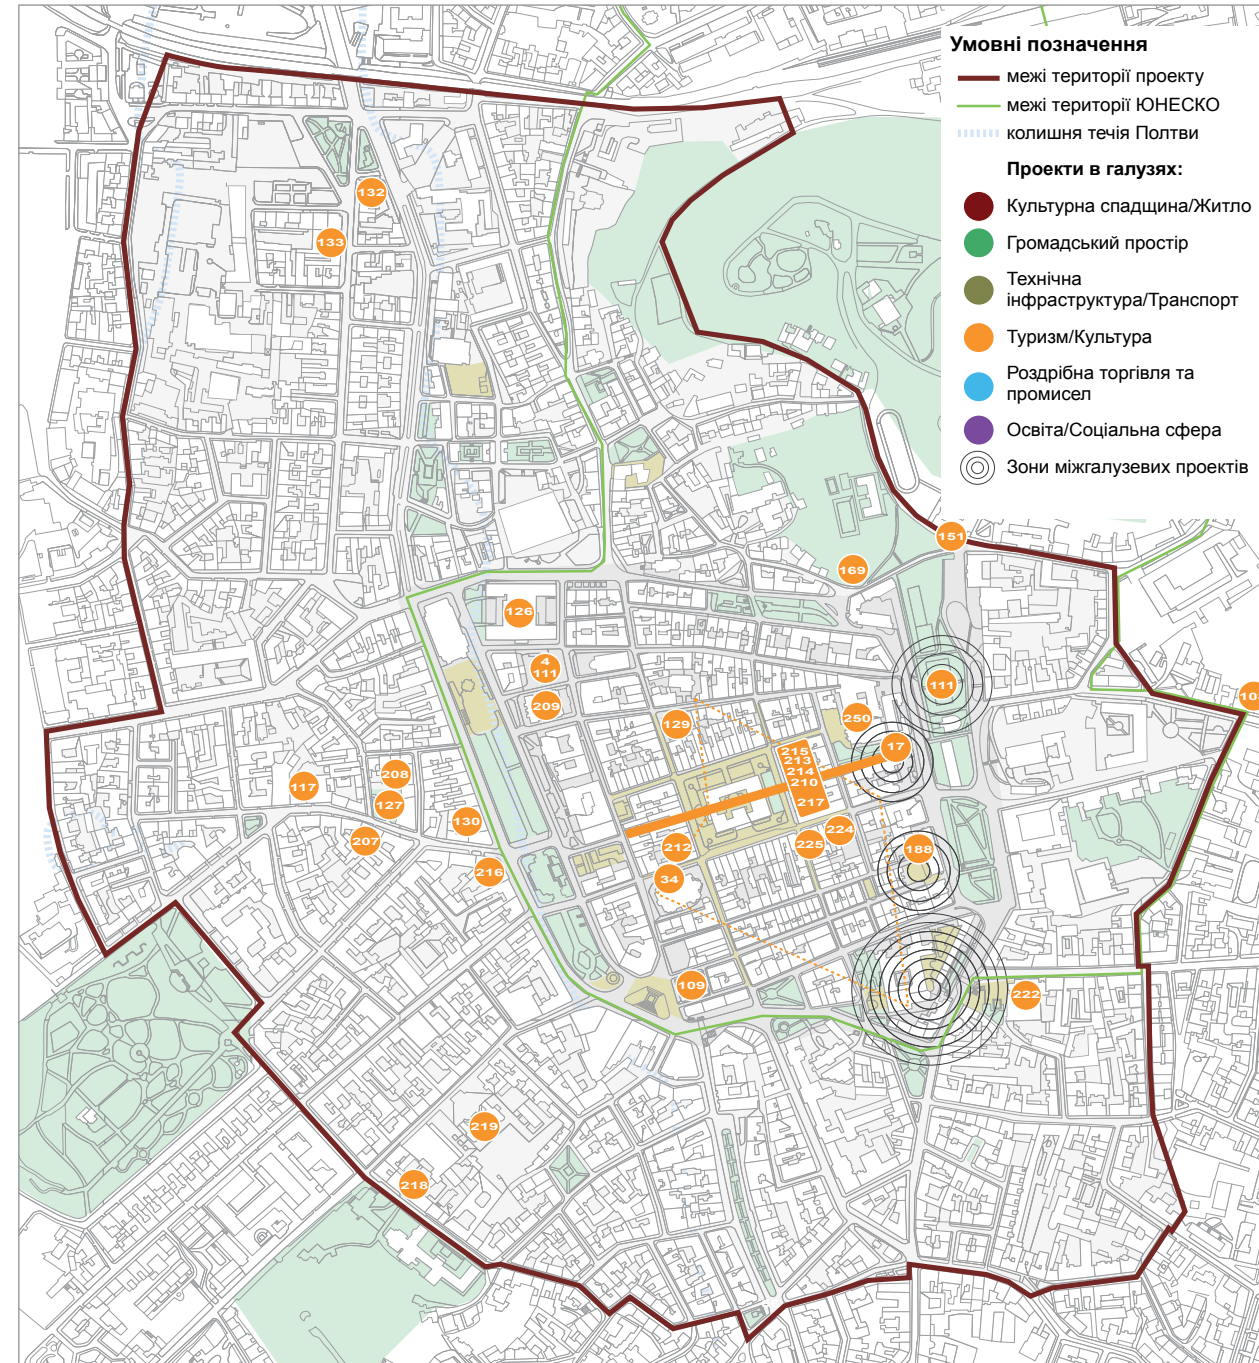 Умовні позначення
межі території проекту
межі території ЮНЕСКО
колишня течія Полтви
Проекти в галузях:
Культурна спадщина/Житло
Громадський простір
Технічна
інфраструктура/Транспорт
Туризм/Культура
Роздрібна торгівля та
промисел
Освіта/Соціальна сфера
Зони міжгалузевих проектів
132
133
151
169
126
4
111
111
209
129
250
10
17
215
213
214
210
217
208
117
127
130
207
212
225
224
188
216
34
109
222
219
218